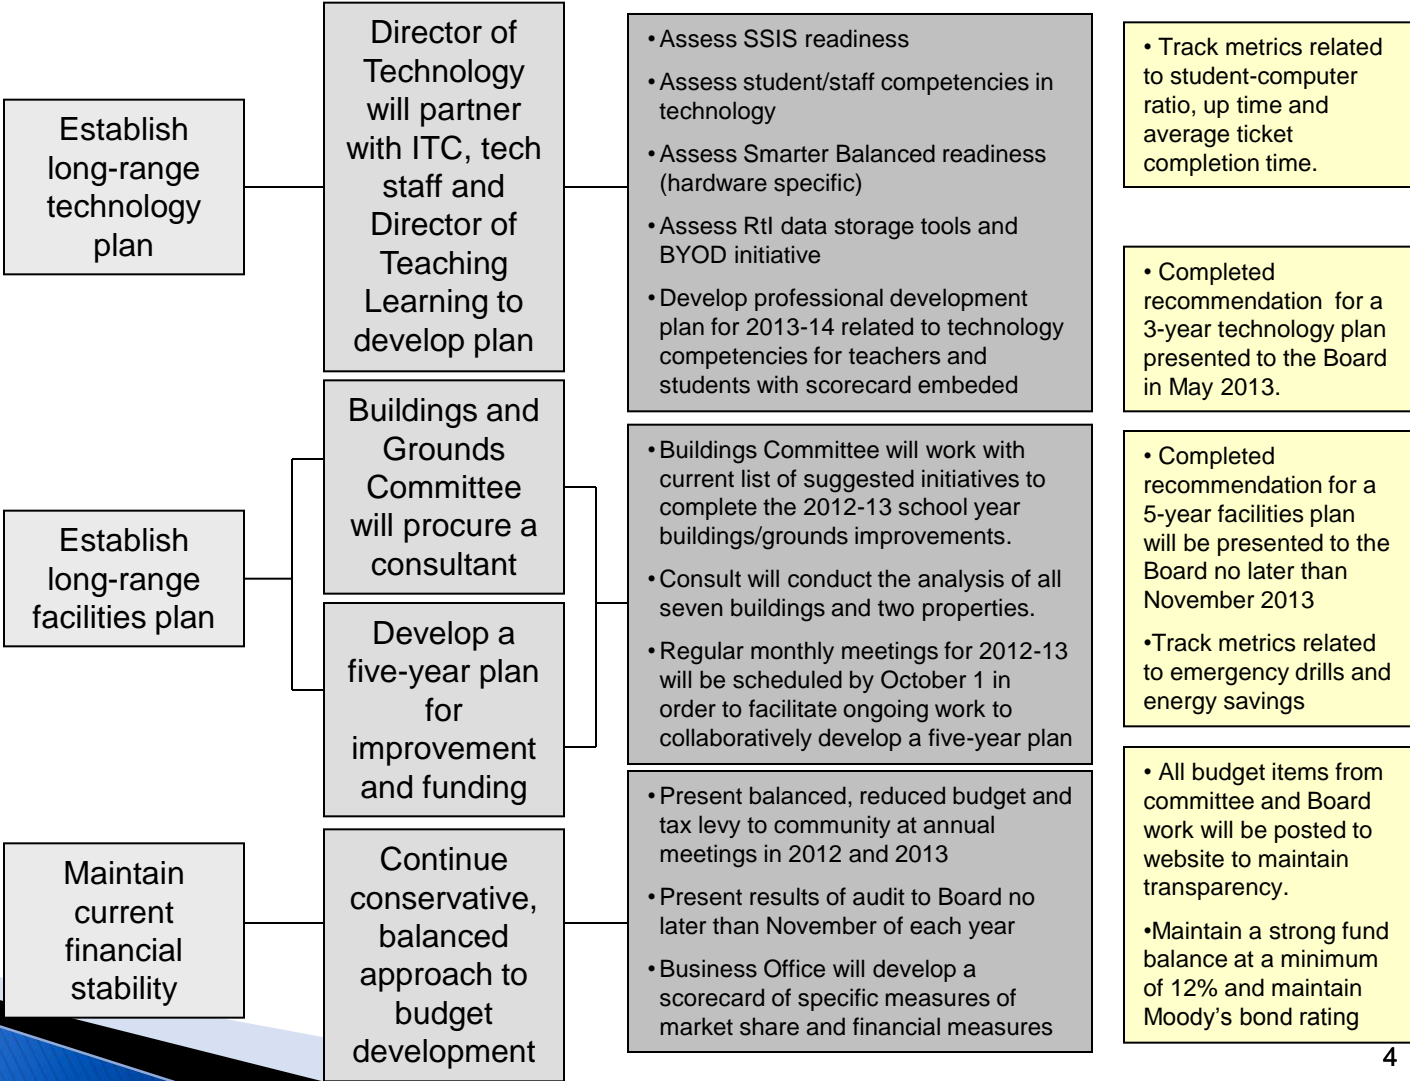 Establish
long-range
technology
plan
Director of
Technology
will partner
with ITC, tech
staff and
Director of
Teaching
Learning to
develop plan
• Assess SSIS readiness
• Assess student/staff competencies in
technology
• Assess Smarter Balanced readiness
(hardware specific)
• Assess RtI data storage tools and
BYOD initiative
• Develop professional development
plan for 2013-14 related to technology
competencies for teachers and
students with scorecard embeded
• Track metrics related
to student-computer
ratio, up time and
average ticket
completion time.
• Completed
recommendation for a
3-year technology plan
presented to the Board
in May 2013.
Establish
long-range
facilities plan
Buildings and
Grounds
Committee
will procure a
consultant
Develop a
five-year plan
for
improvement
and funding
• Buildings Committee will work with
current list of suggested initiatives to
complete the 2012-13 school year
buildings/grounds improvements.
• Consult will conduct the analysis of all
seven buildings and two properties.
• Regular monthly meetings for 2012-13
will be scheduled by October 1 in
order to facilitate ongoing work to
collaboratively develop a five-year plan
• Completed
recommendation for a
5-year facilities plan
will be presented to the
Board no later than
November 2013
•Track metrics related
to emergency drills and
energy savings
Maintain
current
financial
stability
Continue
conservative,
balanced
approach to
budget
development
• Present balanced, reduced budget and
tax levy to community at annual
meetings in 2012 and 2013
• Present results of audit to Board no
later than November of each year
• Business Office will develop a
scorecard of specific measures of
market share and financial measures
• All budget items from
committee and Board
work will be posted to
website to maintain
transparency.
•Maintain a strong fund
balance at a minimum
of 12% and maintain
Moody’s bond rating
4